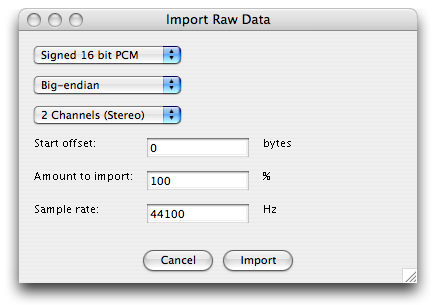 Import Raw Data
Signed 16 bit PCM
Big-endian
2 Channels (Stereo)
Start offset: 0 bytes
Amount to import: 100 %
Sample rate: 44100 Hz
Cancel Import